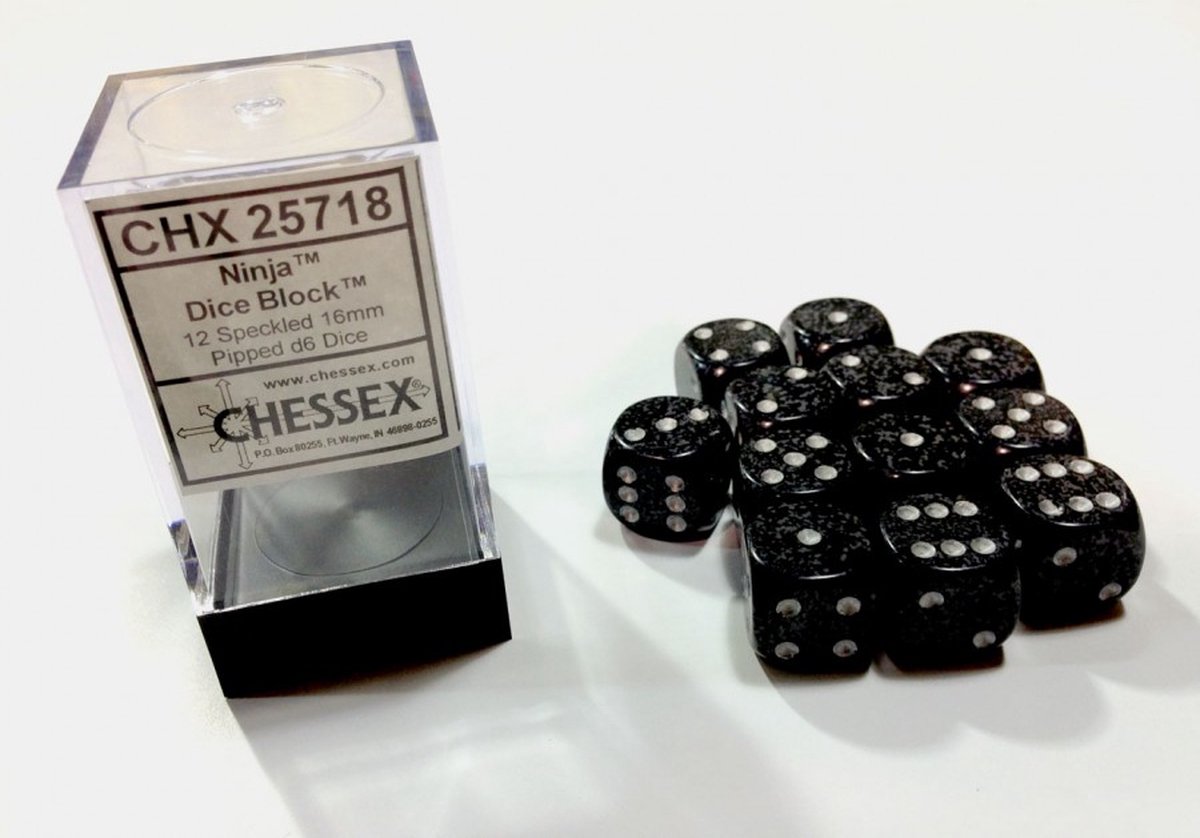 CHX 25718
Ninja™
Dice Block™
12 Speckled 16mm
Pipped d6 Dice
www.chessex.com
CHESSEX®
P.O. Box 80255, Ft. Wayne, IN 46898-0255